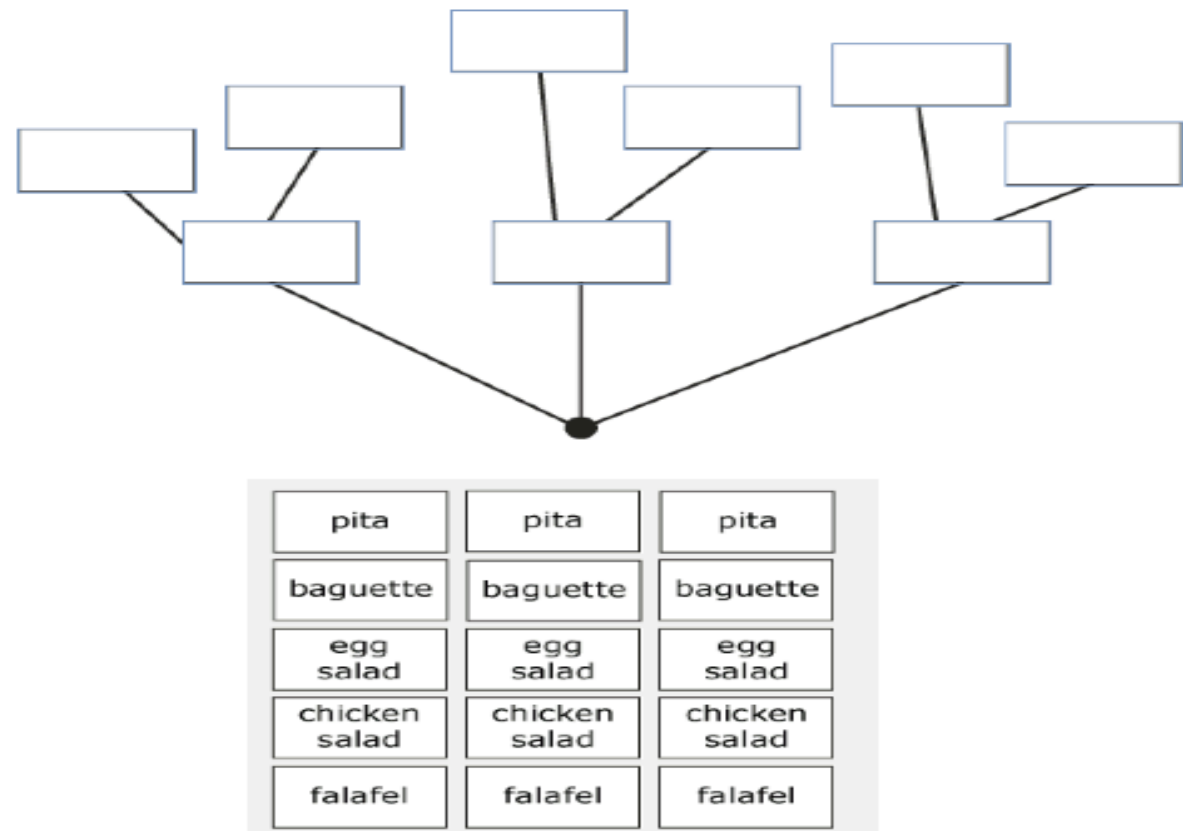 pita pita pita
baguette baguette baguette
egg egg egg
salad salad salad
chicken chicken chicken
salad salad salad
falafel falafel falafel